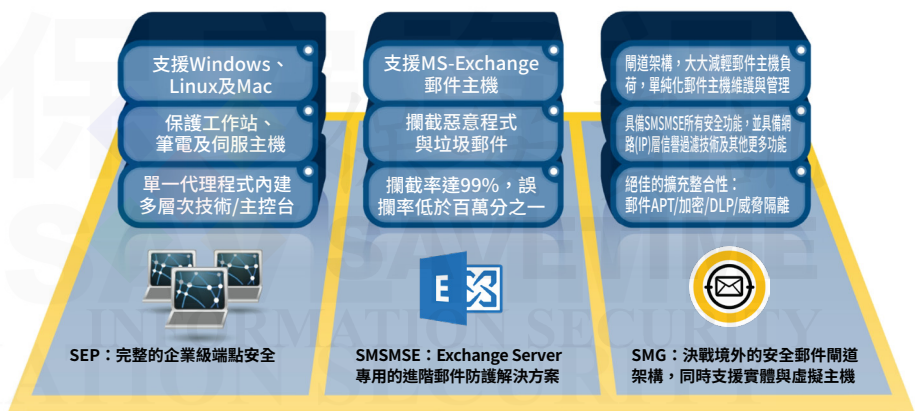 支援Windows、
Linux及Mac
保護工作站、
筆電及伺服主機
單一代理程式內建
多層次技術/主控台
SEP：完整的企業級端點安全
支援MS-Exchange
郵件主機
攔截惡意程式
與垃圾郵件
攔截率達99%，誤
攔率低於百萬分之一
E
SMSMSE：Exchange Server
專用的進階郵件防護解決方案
閘道架構，大大減輕郵件主機負
荷，單純化郵件主機維護與管理
具備SMSMSE所有安全功能，並具備網
路(IP)層信譽過濾技術及其他更多功能
絕佳的擴充整合性：
郵件APT/加密/DLP/威脅隔離
SMG：決戰境外的安全郵件閘道
架構，同時支援實體與虛擬主機
SAVETIME
INFORMATION SECURITY